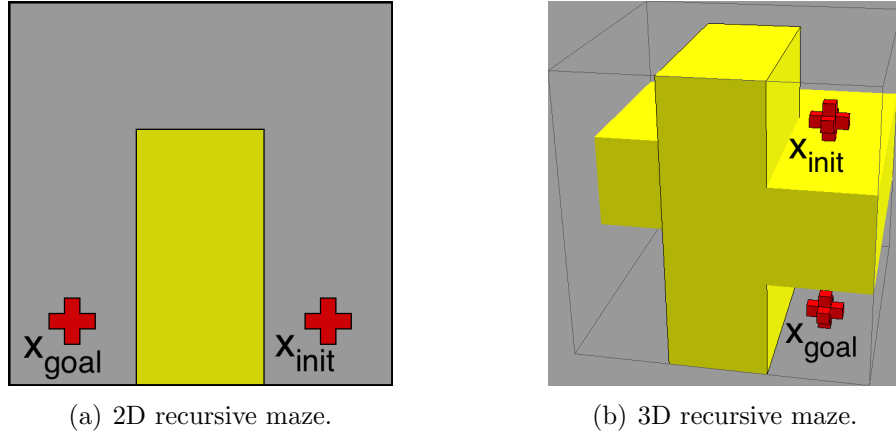 x_goal
x_init
x_init
x_goal
(a) 2D recursive maze.
(b) 3D recursive maze.